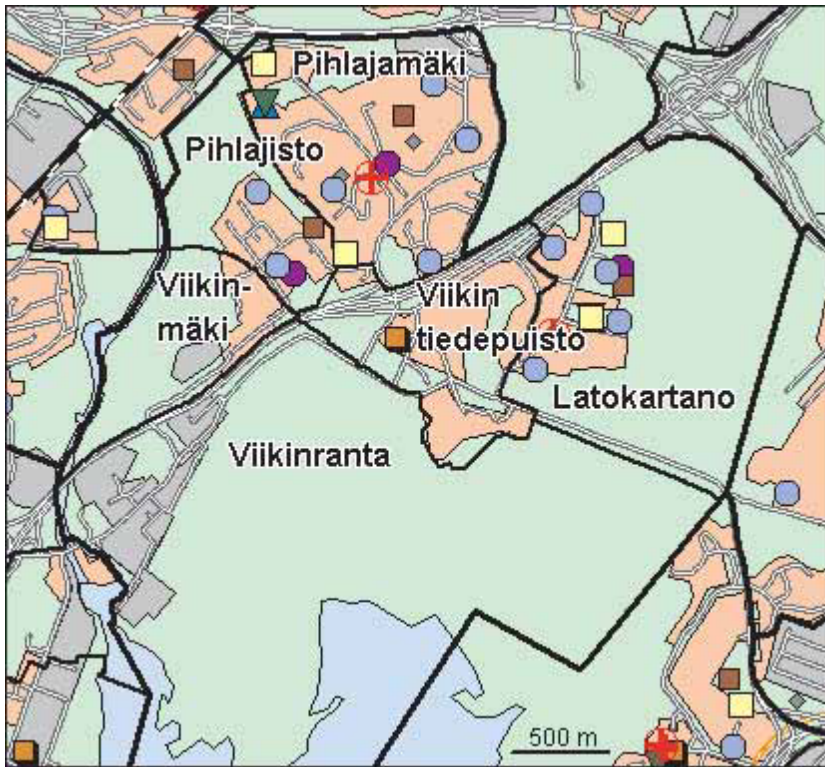 Pihlajamäki
Pihlajisto
Viikin-
mäki
Viikin
tiedepuisto
Latokartano
Viikinranta
500 m